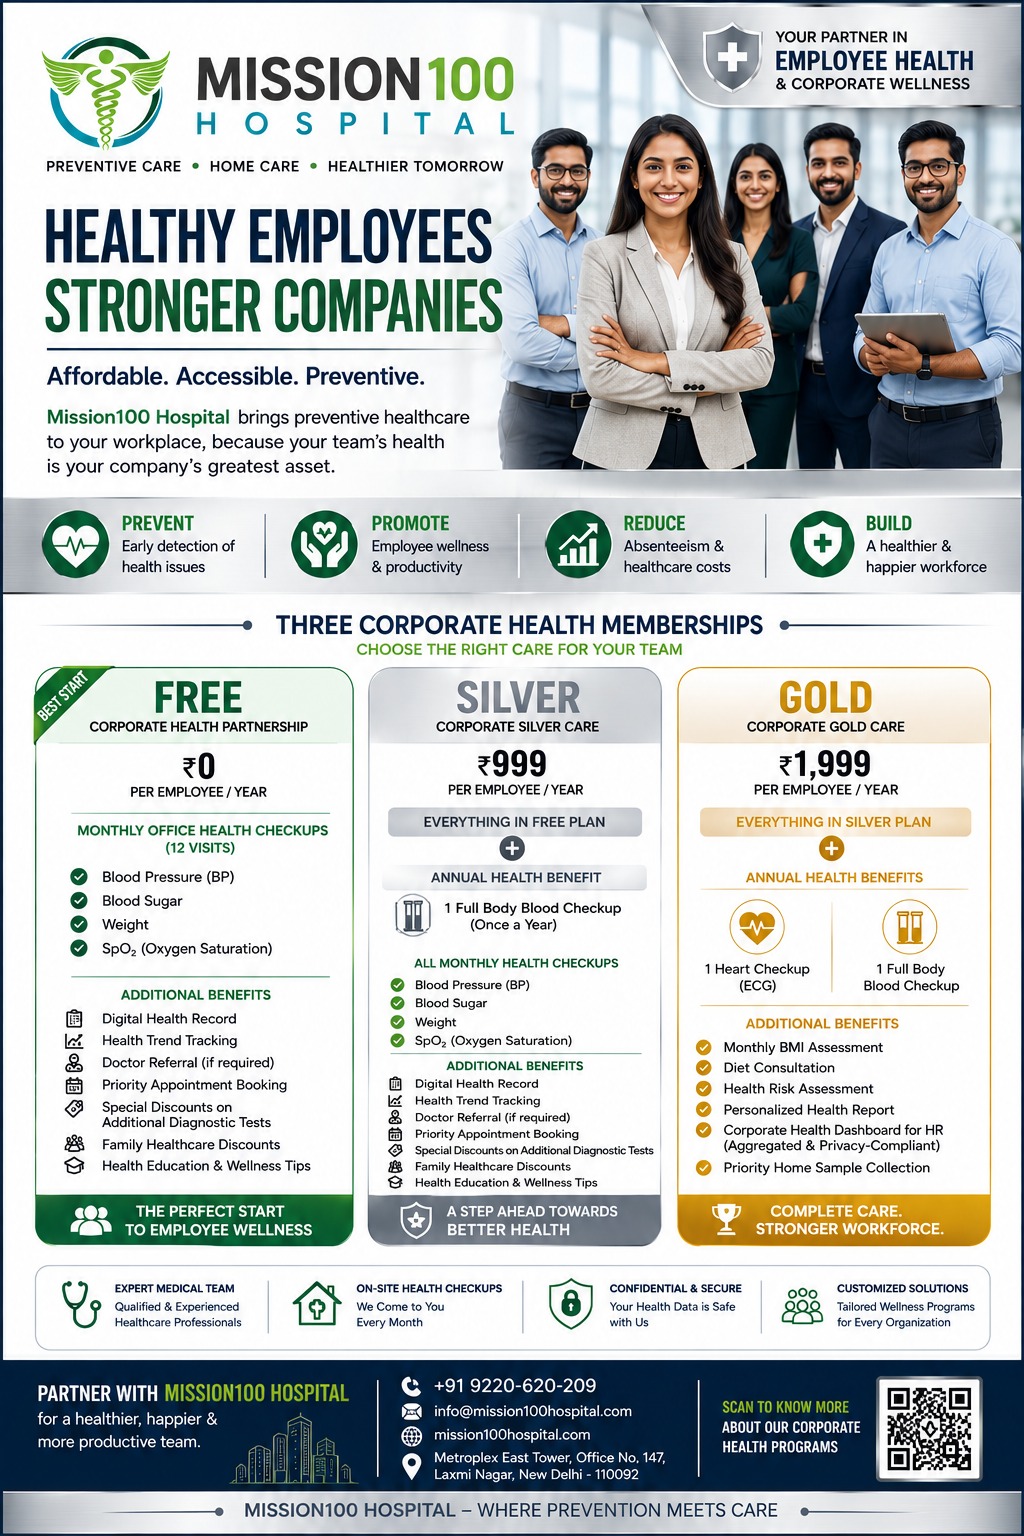 MISSION100
HOSPITAL
PREVENTIVE CARE • HOME CARE • HEALTHIER TOMORROW
YOUR PARTNER IN
EMPLOYEE HEALTH
& CORPORATE WELLNESS
HEALTHY EMPLOYEES
STRONGER COMPANIES
Affordable. Accessible. Preventive.
Mission100 Hospital brings preventive healthcare
to your workplace, because your team's health
is your company's greatest asset.
PREVENT
Early detection of
health issues
PROMOTE
Employee wellness
& productivity
REDUCE
Absenteeism &
healthcare costs
BUILD
A healthier &
happier workforce
THREE CORPORATE HEALTH MEMBERSHIPS
CHOOSE THE RIGHT CARE FOR YOUR TEAM
BEST START
FREE
CORPORATE HEALTH PARTNERSHIP
₹0
PER EMPLOYEE / YEAR
MONTHLY OFFICE HEALTH CHECKUPS
(12 VISITS)
Blood Pressure (BP)
Blood Sugar
Weight
SpO₂ (Oxygen Saturation)
ADDITIONAL BENEFITS
Digital Health Record
Health Trend Tracking
Doctor Referral (if required)
Priority Appointment Booking
Special Discounts on
Additional Diagnostic Tests
Family Healthcare Discounts
Health Education & Wellness Tips
THE PERFECT START
TO EMPLOYEE WELLNESS
SILVER
CORPORATE SILVER CARE
₹999
PER EMPLOYEE / YEAR
EVERYTHING IN FREE PLAN
ANNUAL HEALTH BENEFIT
1 Full Body Blood Checkup
(Once a Year)
ALL MONTHLY HEALTH CHECKUPS
Blood Pressure (BP)
Blood Sugar
Weight
SpO₂ (Oxygen Saturation)
ADDITIONAL BENEFITS
Digital Health Record
Health Trend Tracking
Doctor Referral (if required)
Priority Appointment Booking
Special Discounts on Additional Diagnostic Tests
Family Healthcare Discounts
Health Education & Wellness Tips
A STEP AHEAD TOWARDS
BETTER HEALTH
GOLD
CORPORATE GOLD CARE
₹1,999
PER EMPLOYEE / YEAR
EVERYTHING IN SILVER PLAN
ANNUAL HEALTH BENEFITS
1 Heart Checkup
(ECG)
1 Full Body
Blood Checkup
ADDITIONAL BENEFITS
Monthly BMI Assessment
Diet Consultation
Health Risk Assessment
Personalized Health Report
Corporate Health Dashboard for HR
(Aggregated & Privacy-Compliant)
Priority Home Sample Collection
COMPLETE CARE.
STRONGER WORKFORCE.
EXPERT MEDICAL TEAM
Qualified & Experienced
Healthcare Professionals
ON-SITE HEALTH CHECKUPS
We Come to You
Every Month
CONFIDENTIAL & SECURE
Your Health Data is Safe
with Us
CUSTOMIZED SOLUTIONS
Tailored Wellness Programs
for Every Organization
PARTNER WITH MISSION100 HOSPITAL
for a healthier, happier &
more productive team.
+91 9220-620-209
info@mission100hospital.com
mission100hospital.com
Metroplex East Tower, Office No. 147,
Laxmi Nagar, New Delhi - 110092
SCAN TO KNOW MORE
ABOUT OUR CORPORATE
HEALTH PROGRAMS
MISSION100 HOSPITAL – WHERE PREVENTION MEETS CARE